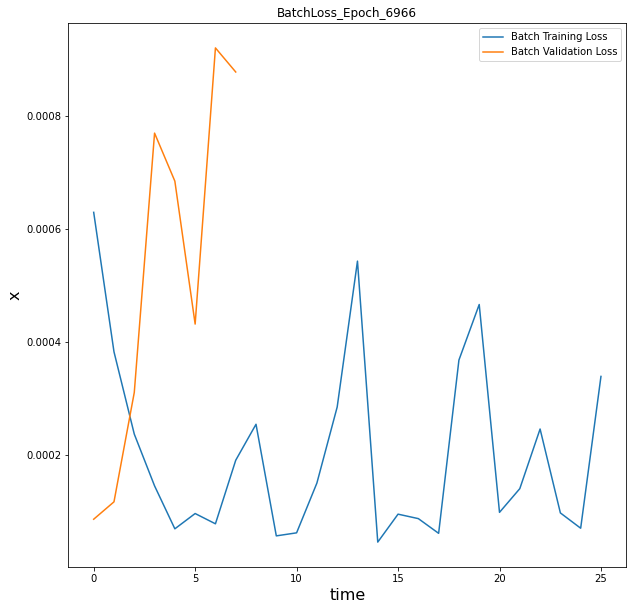 BatchLoss_Epoch_6966
Batch Training Loss
Batch Validation Loss
0.0008
0.0006
x
0.0004
0.0002
0 5 10 15 20 25
time